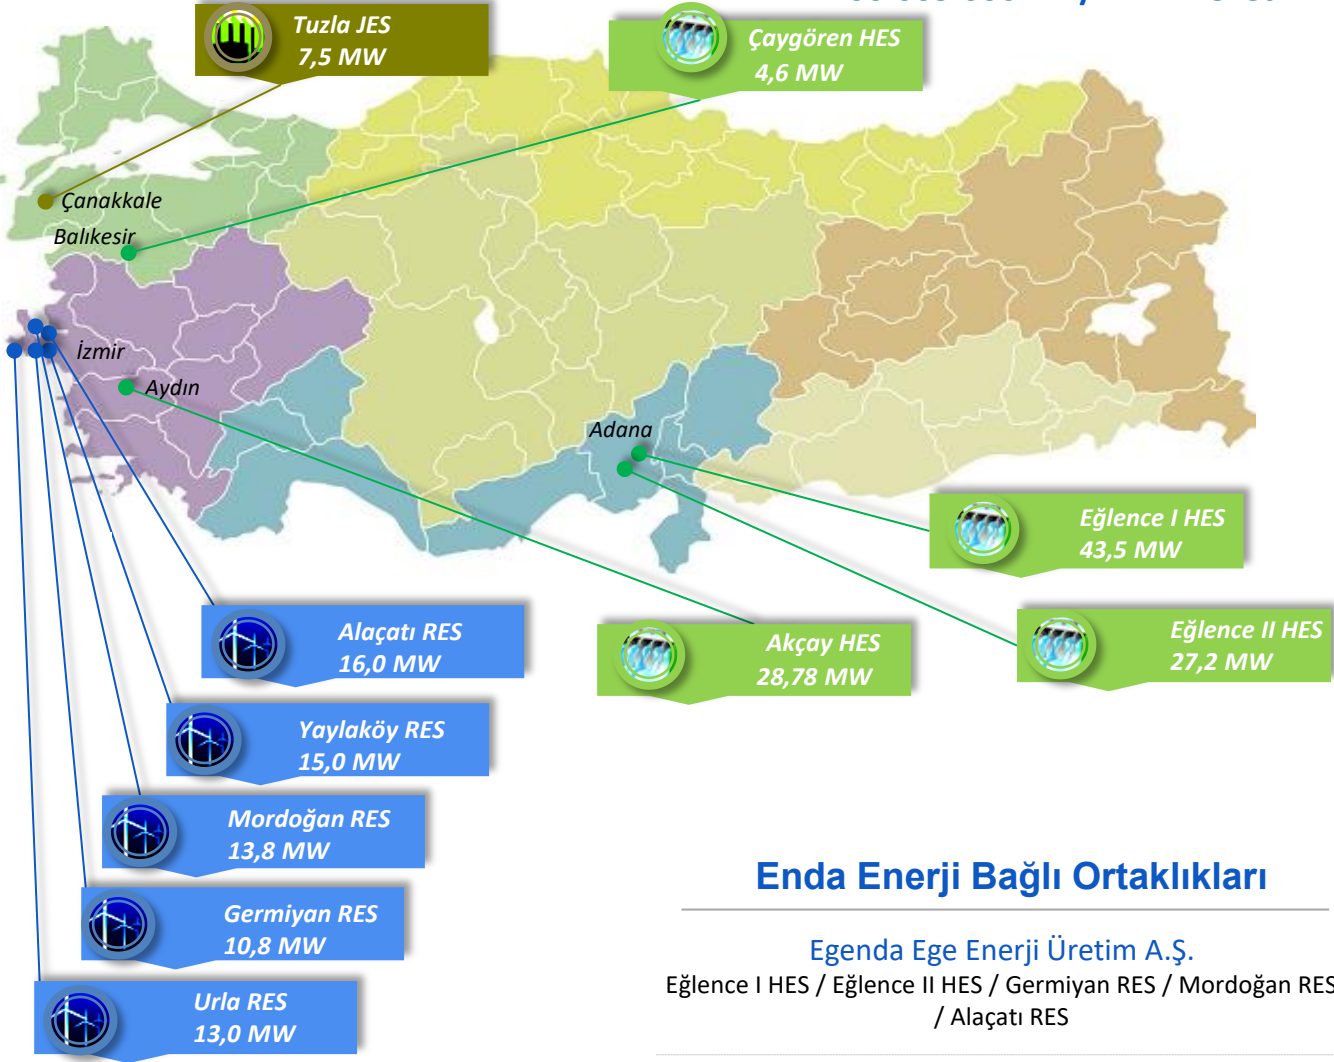 Tuzla JES
7,5 MW
Çaygören HES
4,6 MW
Çanakkale
Balıkesir
İzmir
Aydın
Adana
Eğlence I HES
43,5 MW
Alaçatı RES
16,0 MW
Akçay HES
28,78 MW
Eğlence II HES
27,2 MW
Yaylaköy RES
15,0 MW
Mordoğan RES
13,8 MW
Germiyan RES
10,8 MW
Urla RES
13,0 MW
Enda Enerji Bağlı Ortaklıkları
Egenda Ege Enerji Üretim A.Ş.
Eğlence I HES / Eğlence II HES / Germiyan RES / Mordoğan RES
/ Alaçatı RES